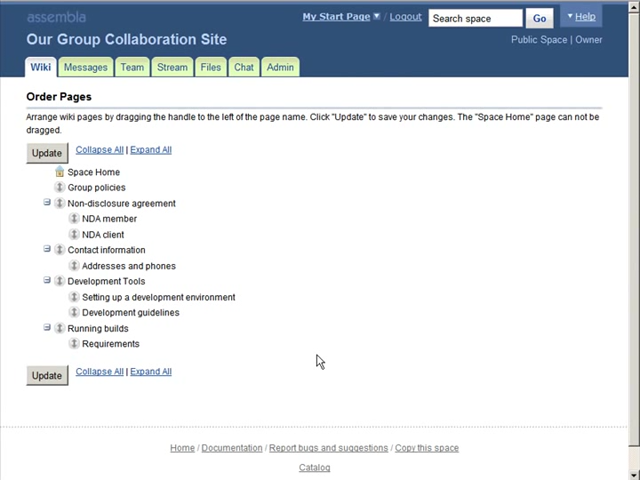 assembla
My Start Page / Logout
Search space
Go
Help
Our Group Collaboration Site
Public Space | Owner
Wiki
Messages
Team
Stream
Files
Chat
Admin
Order Pages
Arrange wiki pages by dragging the handle to the left of the page name. Click "Update" to save your changes. The "Space Home" page can not be
dragged.
Update
Collapse All | Expand All
Space Home
Group policies
Non-disclosure agreement
NDA member
NDA client
Contact information
Addresses and phones
Development Tools
Setting up a development environment
Development guidelines
Running builds
Requirements
Update
Collapse All | Expand All
Home / Documentation / Report bugs and suggestions / Copy this space
Catalog